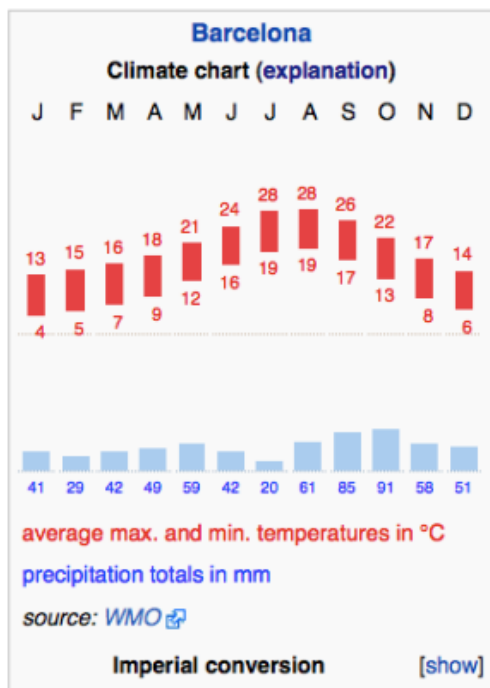 Barcelona
Climate chart (explanation)
J F M A M J J A S O N D
13 15 16 18 21 24 28 28 26 22 17 14
4 5 7 9 12 16 19 19 17 13 8 6
41 29 42 49 59 42 20 61 85 91 58 51
average max. and min. temperatures in °C
precipitation totals in mm
source: WMO
Imperial conversion [show]